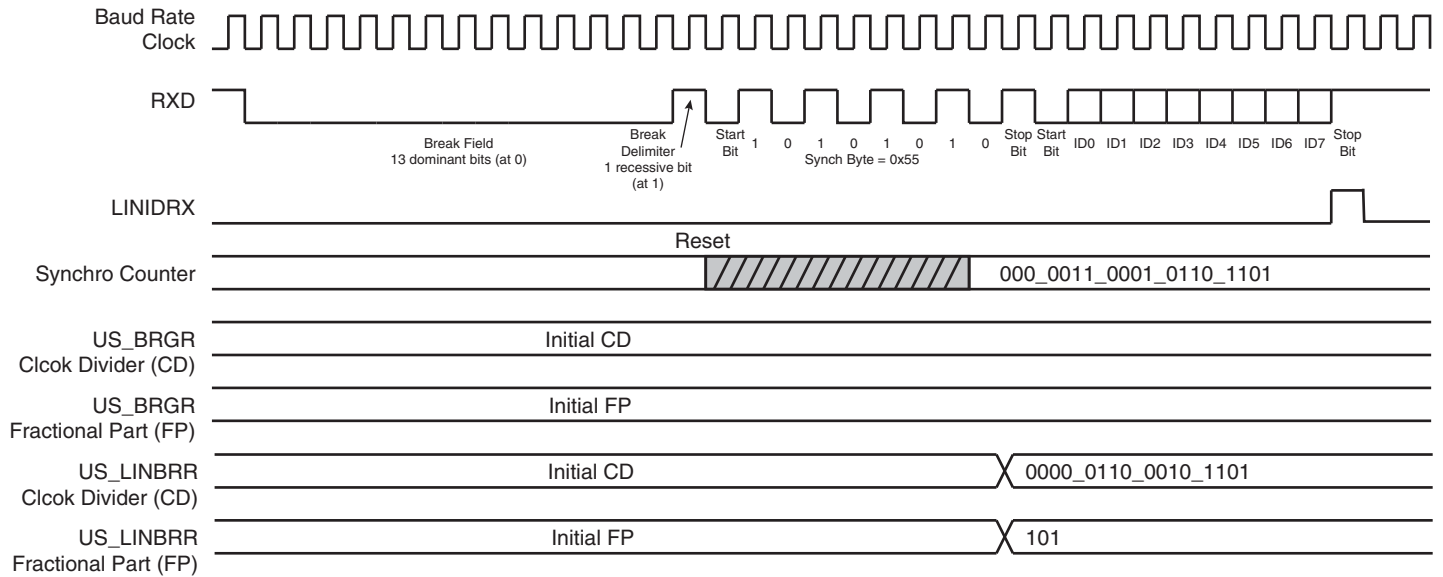 Baud Rate
Clock
RXD
Break Field
13 dominant bits (at 0)
Break
Delimiter
1 recessive bit
(at 1)
Start
Bit
1 0 1 0 1 0 1 0
Synch Byte = 0x55
Stop
Bit
Start
Bit
ID0 ID1 ID2 ID3 ID4 ID5 ID6 ID7
Stop
Bit
LINIDRX
Reset
Synchro Counter
000_0011_0001_0110_1101
US_BRGR
Clcok Divider (CD)
Initial CD
US_BRGR
Fractional Part (FP)
Initial FP
US_LINBRR
Clcok Divider (CD)
Initial CD
0000_0110_0010_1101
US_LINBRR
Fractional Part (FP)
Initial FP
101